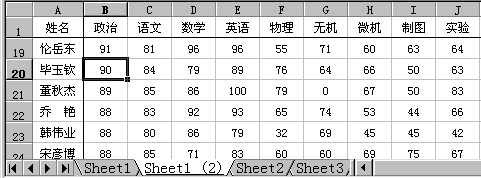 A B C D E F G H I J
1 姓名 政治 语文 数学 英语 物理 无机 微机 制图 实验
19 伦岳东 91 81 96 96 55 71 60 63 64
20 毕玉钦 90 84 79 89 76 64 66 50 63
21 董秋杰 89 85 86 100 79 0 67 50 83
22 乔 艳 88 83 92 93 65 74 53 44 66
23 韩伟业 88 80 86 79 32 69 45 45 42
24 宋彦博 88 85 71 83 60 60 69 75 67
Sheet1 Sheet1 (2) Sheet2 Sheet3